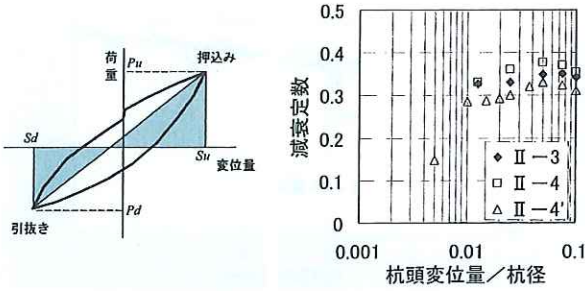 荷重
Pu
押込み
Sd
Su
変位量
Pd
引抜き
減衰定数
0.5
0.4
0.3
0.2
0.1
0
◆ Ⅱ－3
□ Ⅱ－4
△ Ⅱ－4'
0.001
0.01
0.1
杭頭変位量／杭径